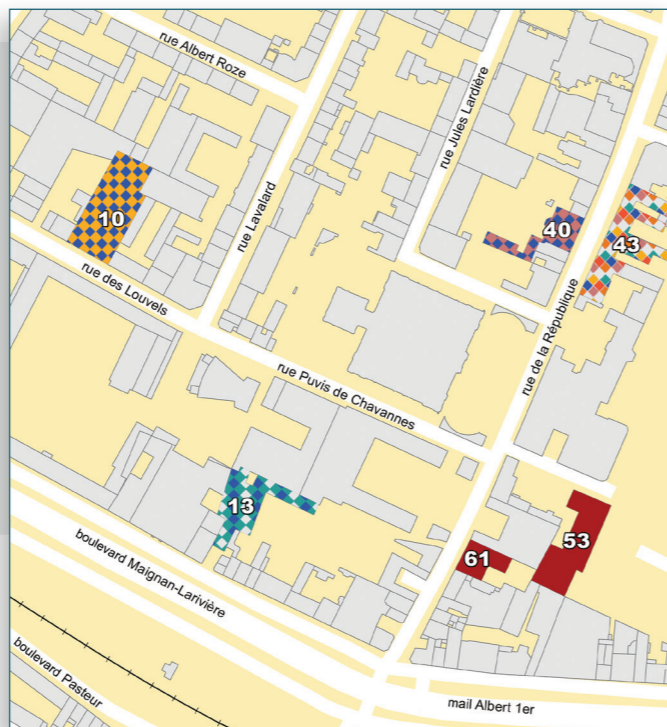 rue Albert Roze
rue Jules Lardière
10
rue Lavalard
40
43
rue des Louvels
rue de la République
rue Puvis de Chavannes
13
53
61
boulevard Maignan-Larivière
boulevard Pasteur
mail Albert 1er